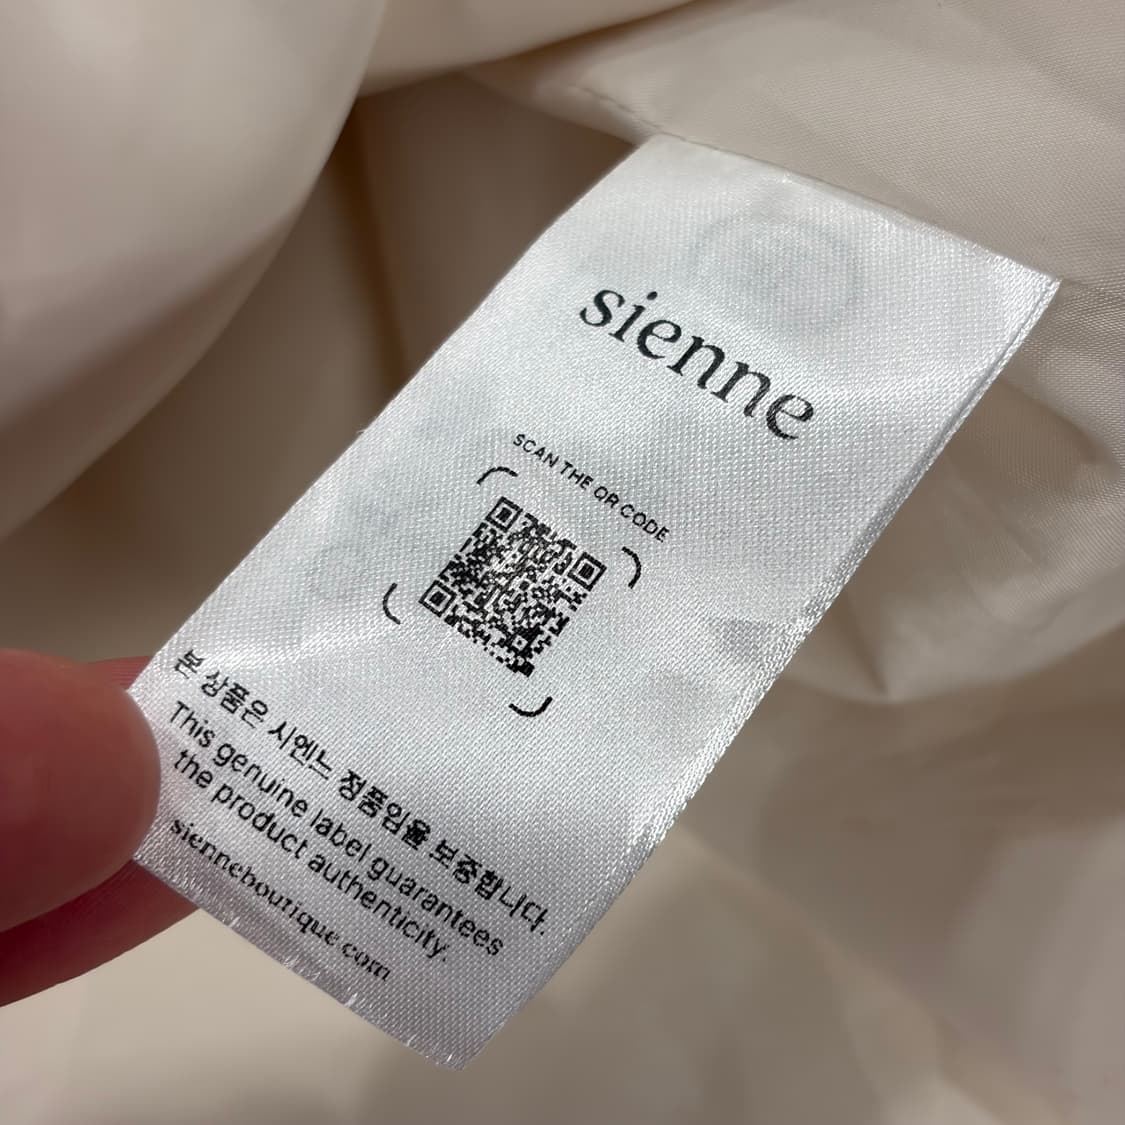 sienne
SCAN THE QR CODE
본 상품은 시엔느 정품임을 보증합니다.
This genuine label guarantees
the product authenticity.
sienneboutique.com